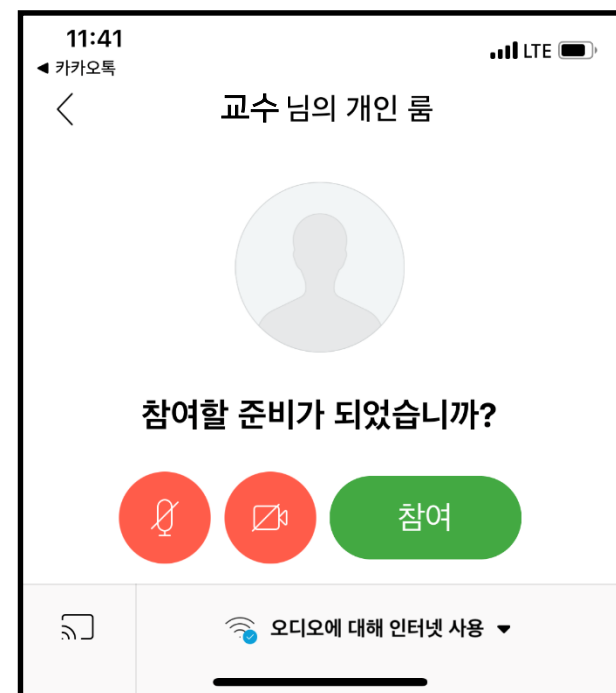 11:41
LTE
◀ 카카오톡
교수 님의 개인 룸
참여할 준비가 되었습니까?
참여
오디오에 대해 인터넷 사용